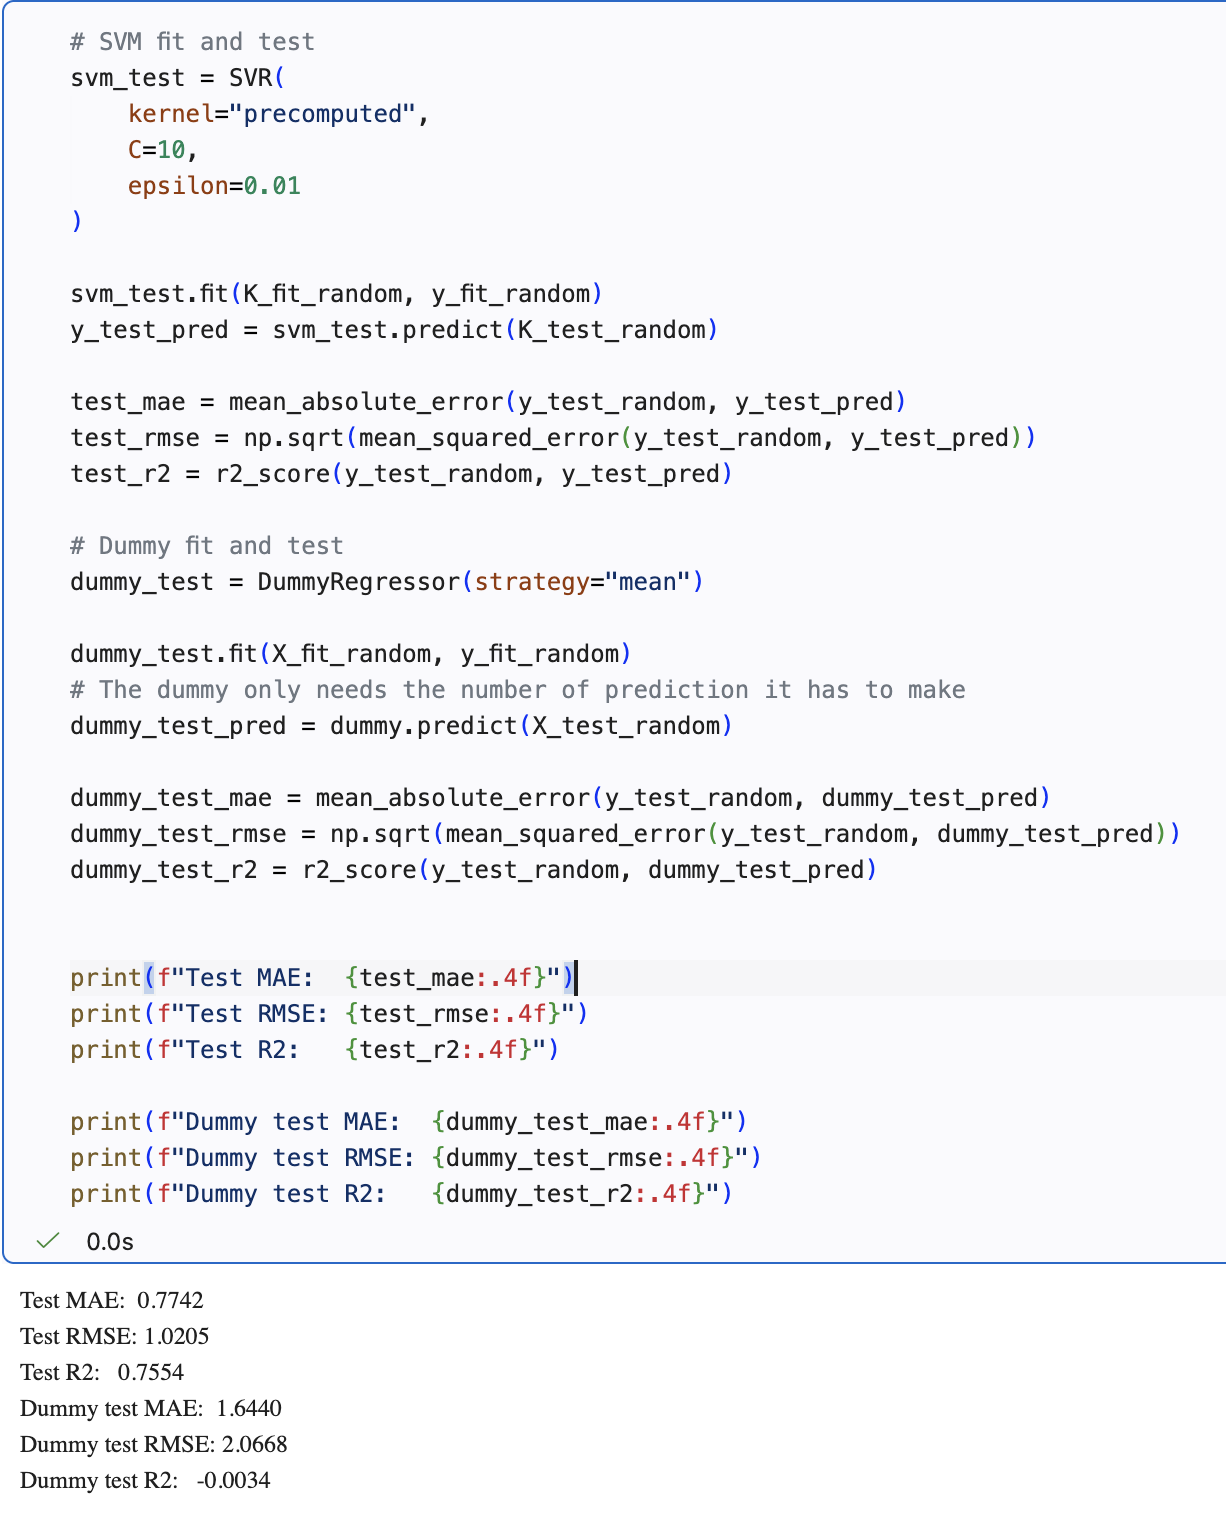 # SVM fit and test
svm_test = SVR(
    kernel="precomputed",
    C=10,
    epsilon=0.01
)
svm_test.fit(K_fit_random, y_fit_random)
y_test_pred = svm_test.predict(K_test_random)
test_mae = mean_absolute_error(y_test_random, y_test_pred)
test_rmse = np.sqrt(mean_squared_error(y_test_random, y_test_pred))
test_r2 = r2_score(y_test_random, y_test_pred)
# Dummy fit and test
dummy_test = DummyRegressor(strategy="mean")
dummy_test.fit(X_fit_random, y_fit_random)
# The dummy only needs the number of prediction it has to make
dummy_test_pred = dummy.predict(X_test_random)
dummy_test_mae = mean_absolute_error(y_test_random, dummy_test_pred)
dummy_test_rmse = np.sqrt(mean_squared_error(y_test_random, dummy_test_pred))
dummy_test_r2 = r2_score(y_test_random, dummy_test_pred)
print(f"Test MAE:  {test_mae:.4f}")
print(f"Test RMSE: {test_rmse:.4f}")
print(f"Test R2:   {test_r2:.4f}")
print(f"Dummy test MAE:  {dummy_test_mae:.4f}")
print(f"Dummy test RMSE: {dummy_test_rmse:.4f}")
print(f"Dummy test R2:   {dummy_test_r2:.4f}")
0.0s
Test MAE:  0.7742
Test RMSE: 1.0205
Test R2:   0.7554
Dummy test MAE:  1.6440
Dummy test RMSE: 2.0668
Dummy test R2:   -0.0034